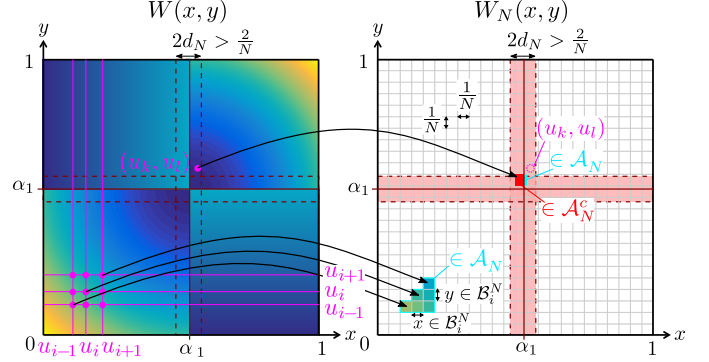 W(x, y)
2d_N > 2/N
y
1
(u_k, u_l)
α_1
u_{i+1}
u_i
u_{i−1}
0
u_{i−1} u_i u_{i+1}
α_1
1
x
W_N(x, y)
2d_N > 2/N
y
1
1/N
1/N
(u_k, u_l)
∈ 𝒜_N
α_1
∈ 𝒜_N^c
∈ 𝒜_N
y ∈ ℬ_i^N
x ∈ ℬ_i^N
0
α_1
1
x